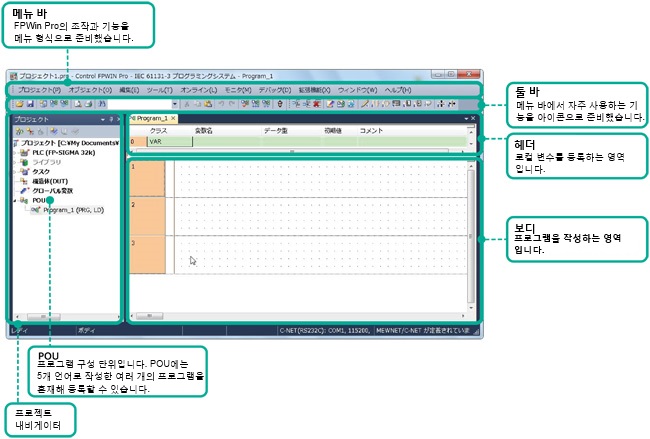 메뉴 바
FPWin Pro의 조작과 기능을
메뉴 형식으로 준비했습니다.
プロジェクト1.pro - Control FPWIN Pro - IEC 61131-3 プログラミングシステム - Program_1
プロジェクト(P) オブジェクト(O) 編集(E) ツール(T) オンライン(L) モニタ(M) デバッグ(D) 拡張機能(X) ウィンドウ(W) ヘルプ(H)
툴 바
메뉴 바에서 자주 사용하는 기
능을 아이콘으로 준비했습니다.
プロジェクト
Program_1
クラス 変数名 データ型 初期値 コメント
0 VAR
헤더
로컬 변수를 등록하는 영역
입니다.
プロジェクト [C:¥My Documents¥
PLC (FP-SIGMA 32k)
ライブラリ
タスク
構造体(DUT)
グローバル変数
POU
Program_1 (PRG, LD)
1
2
3
보디
프로그램을 작성하는 영역
입니다.
レディ ボディ C-NET(RS232C): COM1, 115200, MEWNET/C-NET が定義されていま
POU
프로그램 구성 단위입니다. POU에는
5개 언어로 작성한 여러 개의 프로그램을
혼재해 등록할 수 있습니다.
프로젝트
내비게이터